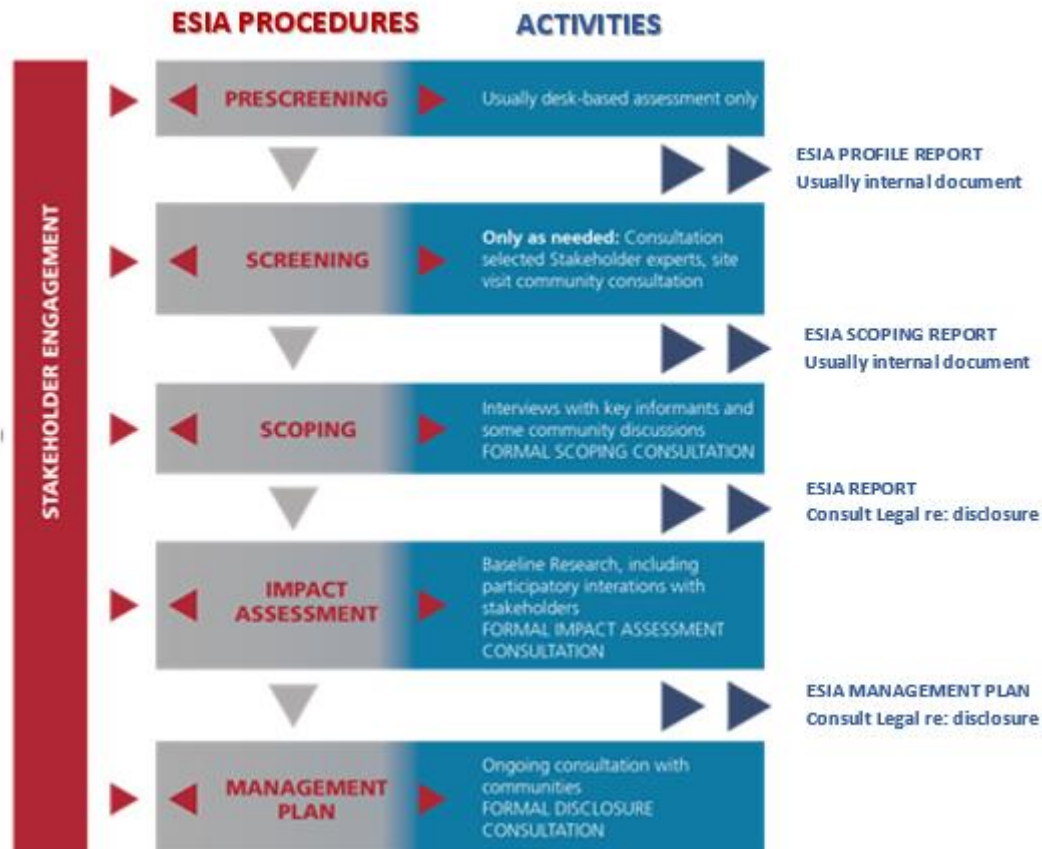 ESIA PROCEDURES
ACTIVITIES
STAKEHOLDER ENGAGEMENT
PRESCREENING
Usually desk-based assessment only
ESIA PROFILE REPORT
Usually internal document
SCREENING
Only as needed: Consultation
selected Stakeholder experts, site
visit community consultation
ESIA SCOPING REPORT
Usually internal document
SCOPING
Interviews with key informants and
some community discussions
FORMAL SCOPING CONSULTATION
ESIA REPORT
Consult Legal re: disclosure
IMPACT
ASSESSMENT
Baseline Research, including
participatory interations with
stakeholders
FORMAL IMPACT ASSESSMENT
CONSULTATION
ESIA MANAGEMENT PLAN
Consult Legal re: disclosure
MANAGEMENT
PLAN
Ongoing consultation with
communities
FORMAL DISCLOSURE
CONSULTATION